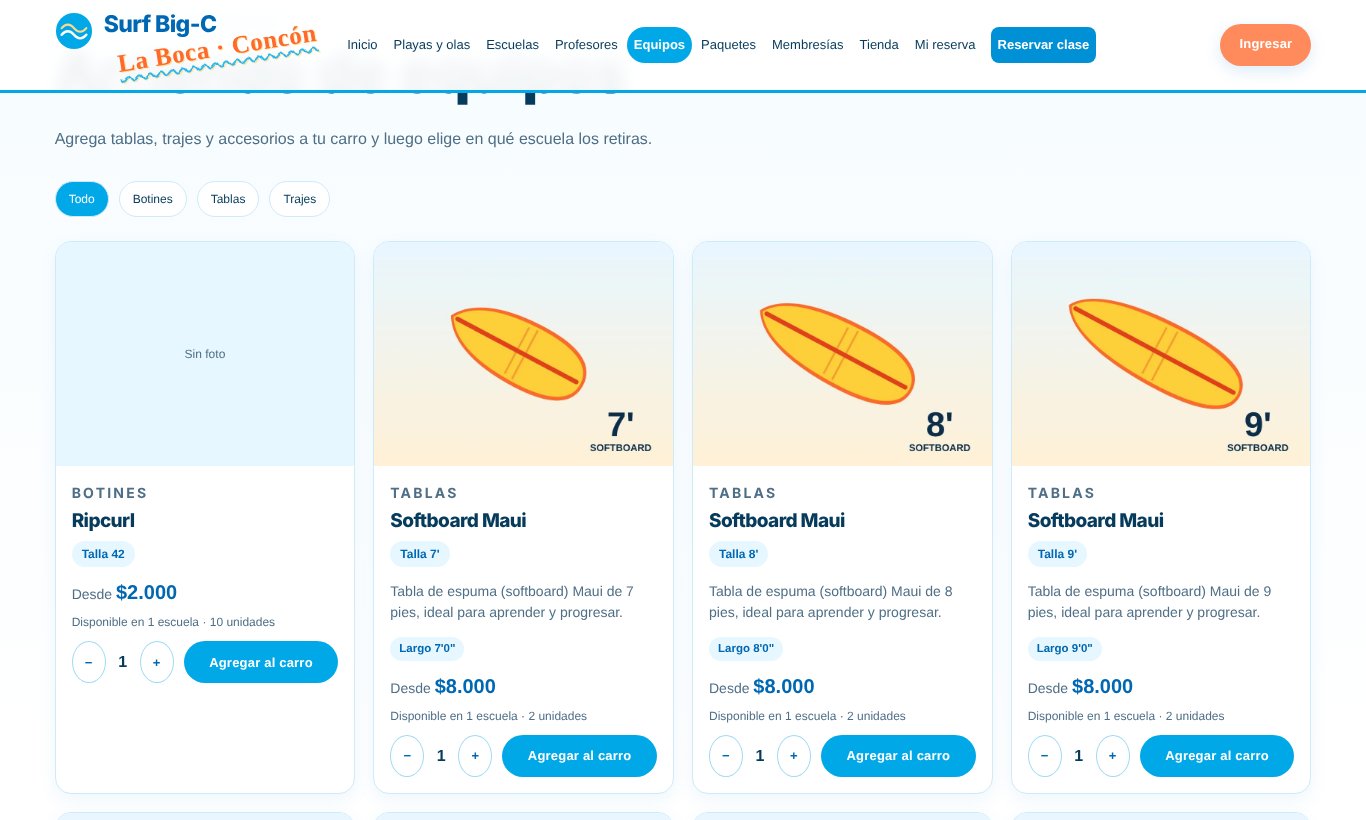 Surf Big-C
La Boca · Concón
Inicio Playas y olas Escuelas Profesores Equipos Paquetes Membresías Tienda Mi reserva Reservar clase Ingresar
Agrega tablas, trajes y accesorios a tu carro y luego elige en qué escuela los retiras.
Todo Botines Tablas Trajes
Sin foto
7'
SOFTBOARD
8'
SOFTBOARD
9'
SOFTBOARD
BOTINES
Ripcurl
Talla 42
Desde $2.000
Disponible en 1 escuela · 10 unidades
− 1 + Agregar al carro
TABLAS
Softboard Maui
Talla 7'
Tabla de espuma (softboard) Maui de 7
pies, ideal para aprender y progresar.
Largo 7'0"
Desde $8.000
Disponible en 1 escuela · 2 unidades
− 1 + Agregar al carro
TABLAS
Softboard Maui
Talla 8'
Tabla de espuma (softboard) Maui de 8
pies, ideal para aprender y progresar.
Largo 8'0"
Desde $8.000
Disponible en 1 escuela · 2 unidades
− 1 + Agregar al carro
TABLAS
Softboard Maui
Talla 9'
Tabla de espuma (softboard) Maui de 9
pies, ideal para aprender y progresar.
Largo 9'0"
Desde $8.000
Disponible en 1 escuela · 2 unidades
− 1 + Agregar al carro